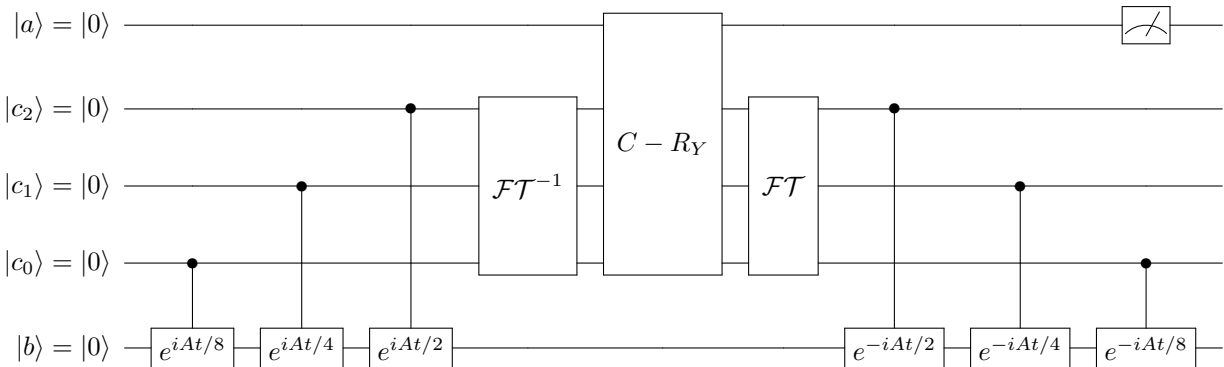 |a⟩ = |0⟩
|c₂⟩ = |0⟩
C − R_Y
|c₁⟩ = |0⟩ 𝓕𝓣⁻¹ 𝓕𝓣
|c₀⟩ = |0⟩
|b⟩ = |0⟩ e^{iAt/8} e^{iAt/4} e^{iAt/2} e^{−iAt/2} e^{−iAt/4} e^{−iAt/8}